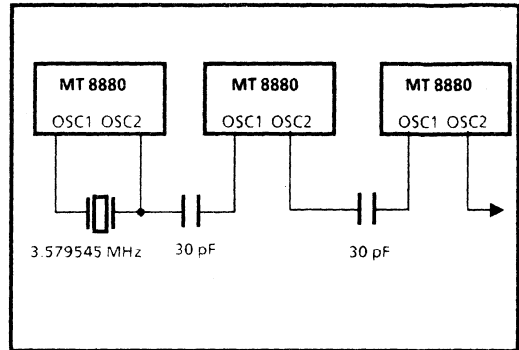 MT 8880 MT 8880 MT 8880
OSC1 OSC2 OSC1 OSC2 OSC1 OSC2
3.579545 MHz 30 pF 30 pF